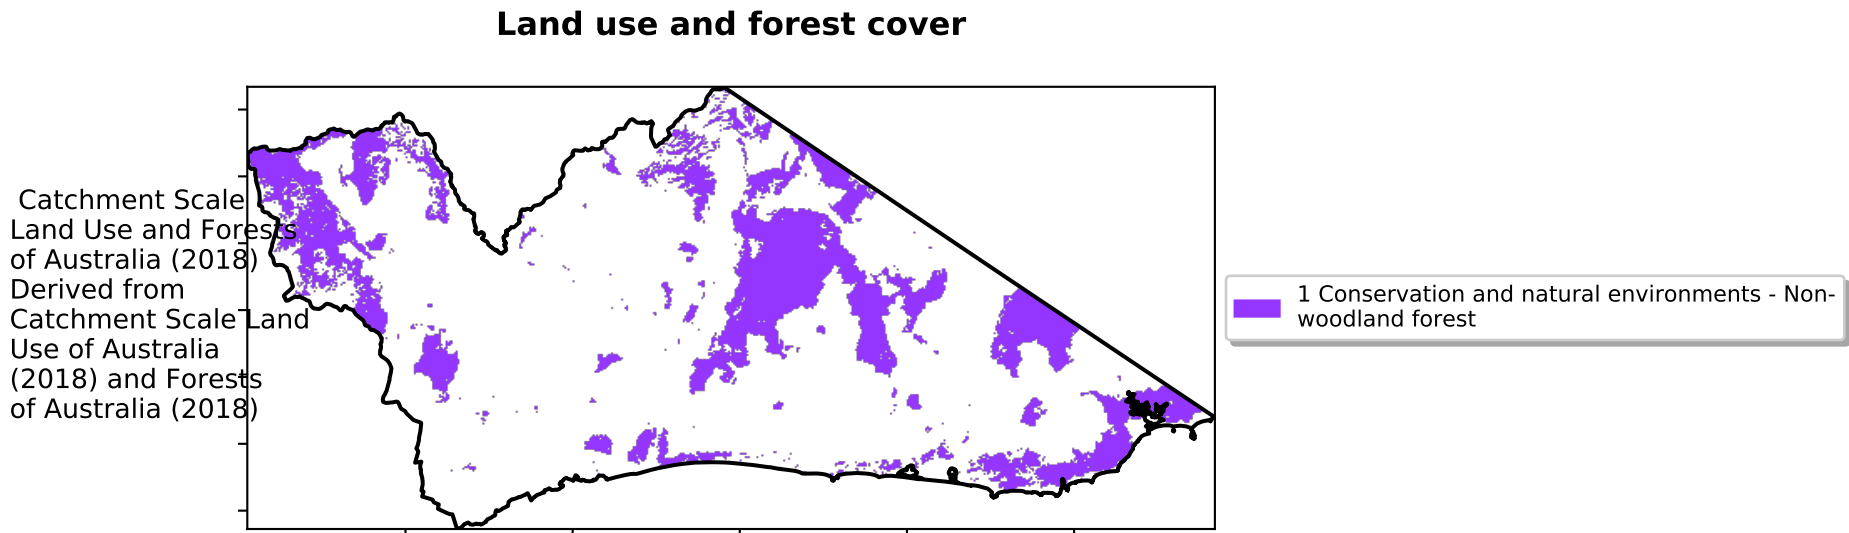 Land use and forest cover
Catchment Scale
Land Use and Forests
of Australia (2018)
Derived from
Catchment Scale Land
Use of Australia
(2018) and Forests
of Australia (2018)
1 Conservation and natural environments - Non-
woodland forest